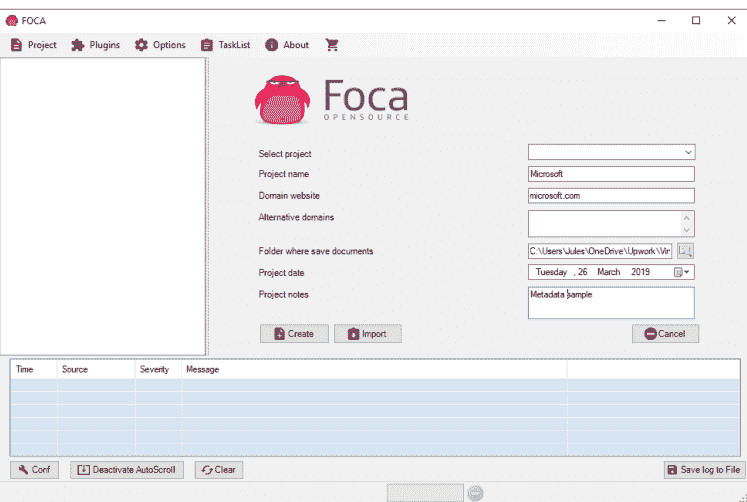 FOCA
Project Plugins Options TaskList About
Foca
OPENSOURCE
Select project
Project name Microsoft
Domain website microsoft.com
Alternative domains
Folder where save documents C:\Users\Jules\OneDrive\Upwork\Vir
Project date Tuesday , 26 March 2019
Project notes Metadata sample
Create Import Cancel
Time Source Severity Message
Conf Deactivate AutoScroll Clear Save log to File